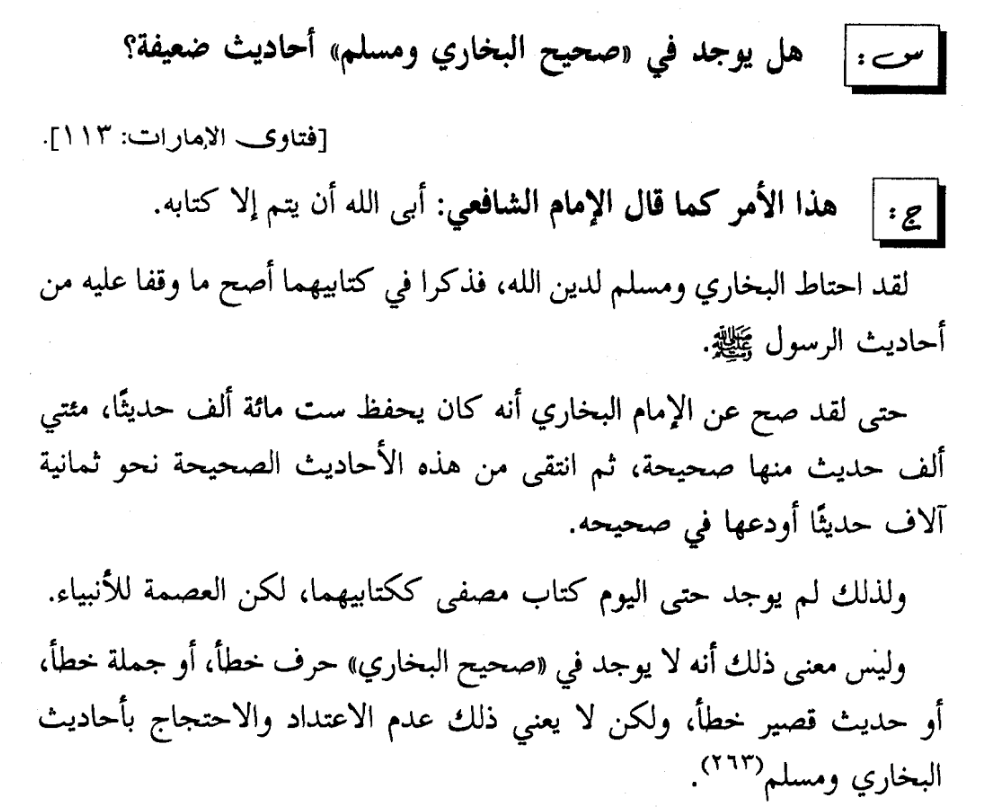 س: هل يوجد في «صحيح البخاري ومسلم» أحاديث ضعيفة؟
[فتاوى الإمارات: ١١٣].
ج: هذا الأمر كما قال الإمام الشافعي: أبى الله أن يتم إلا كتابه.
لقد احتاط البخاري ومسلم لدين الله، فذكرا في كتابيهما أصح ما وقفا عليه من
أحاديث الرسول ﷺ.
حتى لقد صح عن الإمام البخاري أنه كان يحفظ ست مائة ألف حديثًا، مئتي
ألف حديث منها صحيحة، ثم انتقى من هذه الأحاديث الصحيحة نحو ثمانية
آلاف حديثًا أودعها في صحيحه.
ولذلك لم يوجد حتى اليوم كتاب مصفى ككتابيهما، لكن العصمة للأنبياء.
وليس معنى ذلك أنه لا يوجد في «صحيح البخاري» حرف خطأ، أو جملة خطأ،
أو حديث قصير خطأ، ولكن لا يعني ذلك عدم الاعتداد والاحتجاج بأحاديث
البخاري ومسلم(٢٦٣).